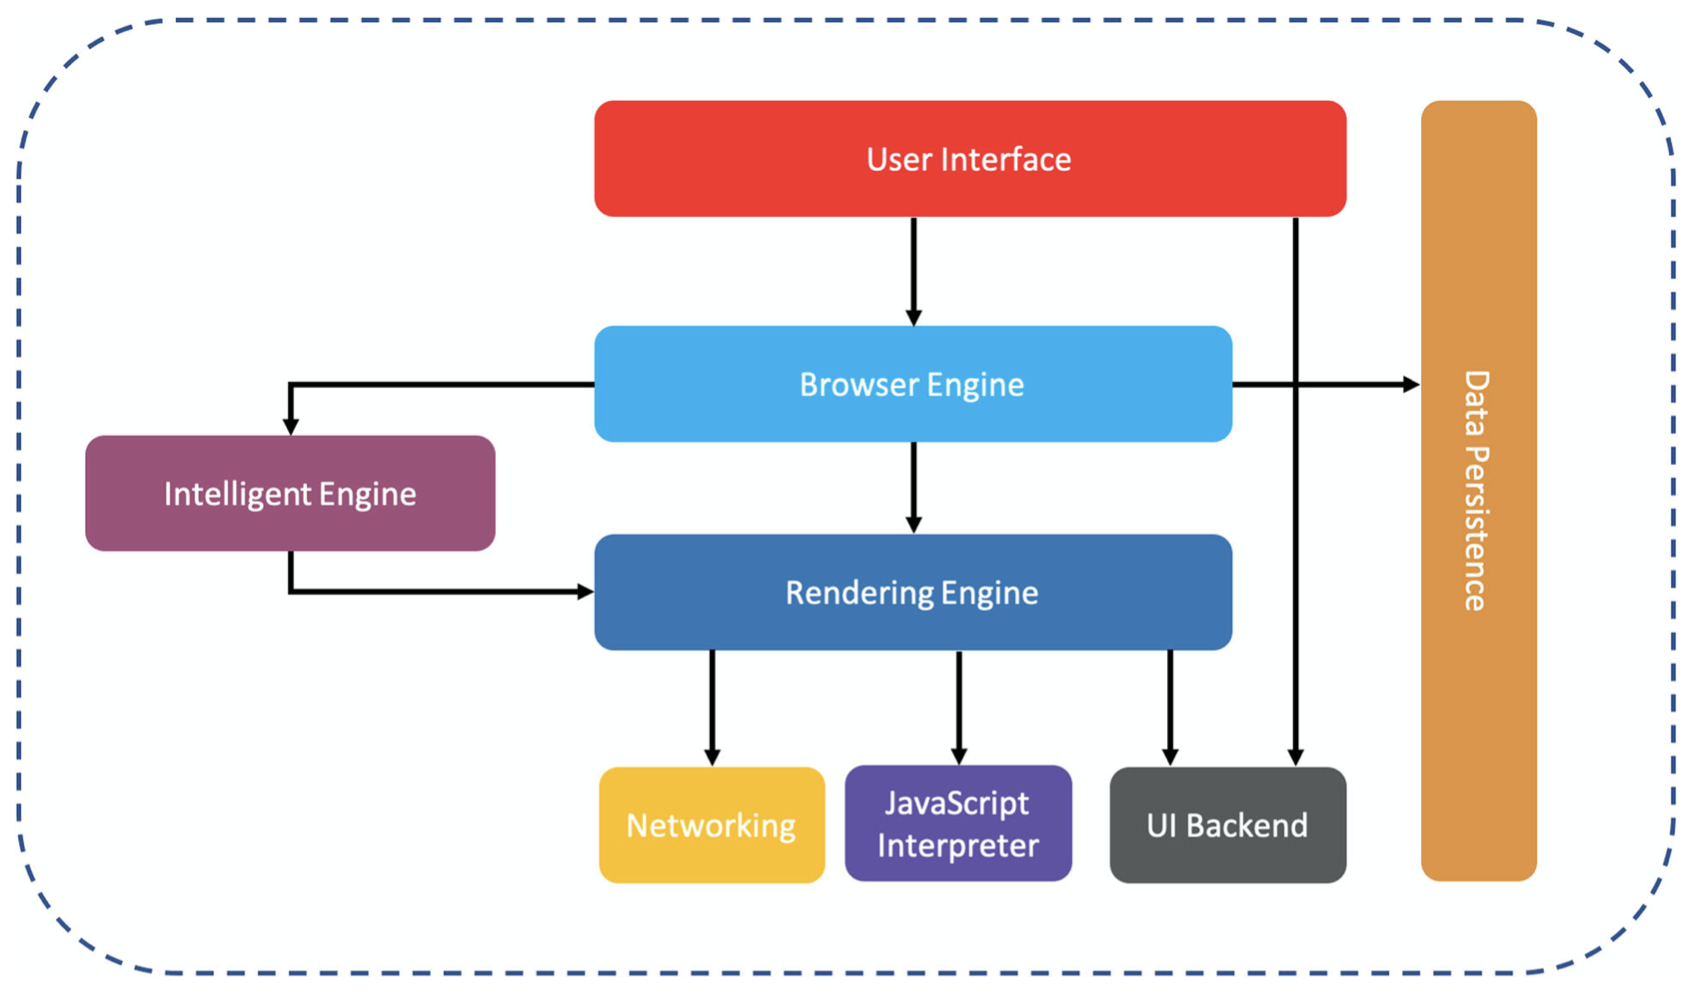 User Interface
Browser Engine
Intelligent Engine
Rendering Engine
Networking
JavaScript
Interpreter
UI Backend
Data Persistence